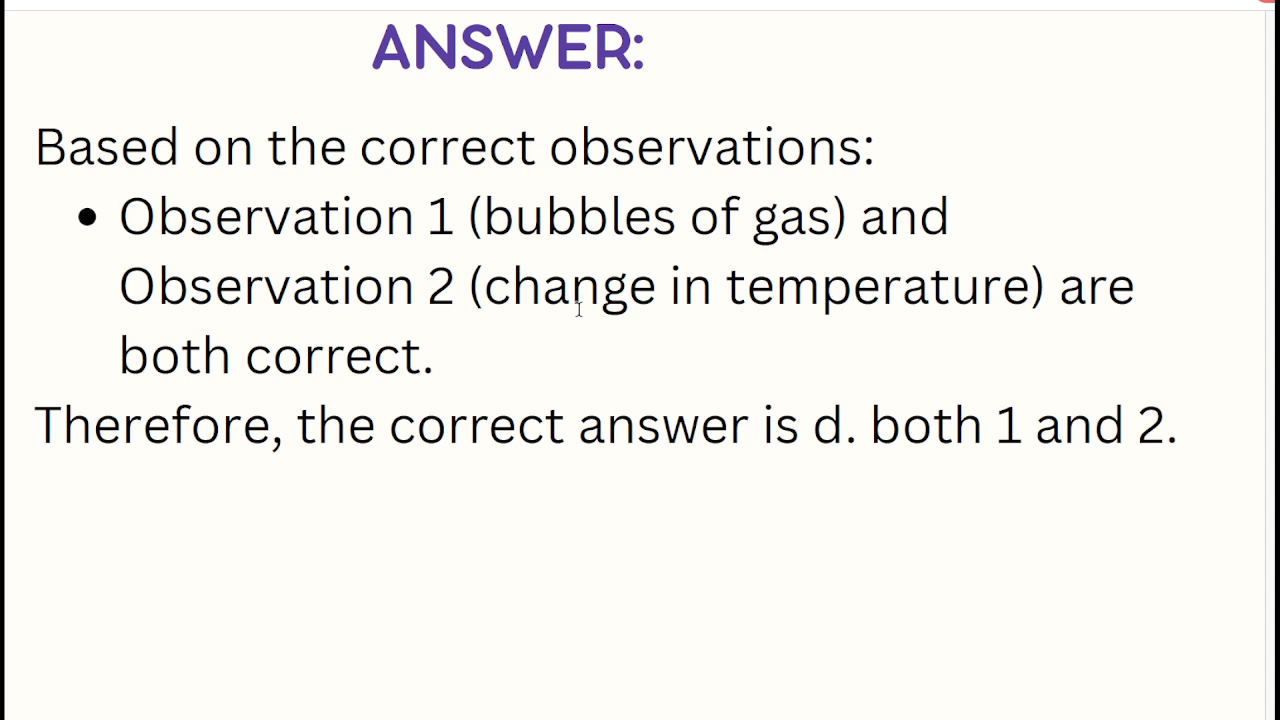 ANSWER:
Based on the correct observations:
• Observation 1 (bubbles of gas) and
Observation 2 (change in temperature) are
both correct.
Therefore, the correct answer is d. both 1 and 2.